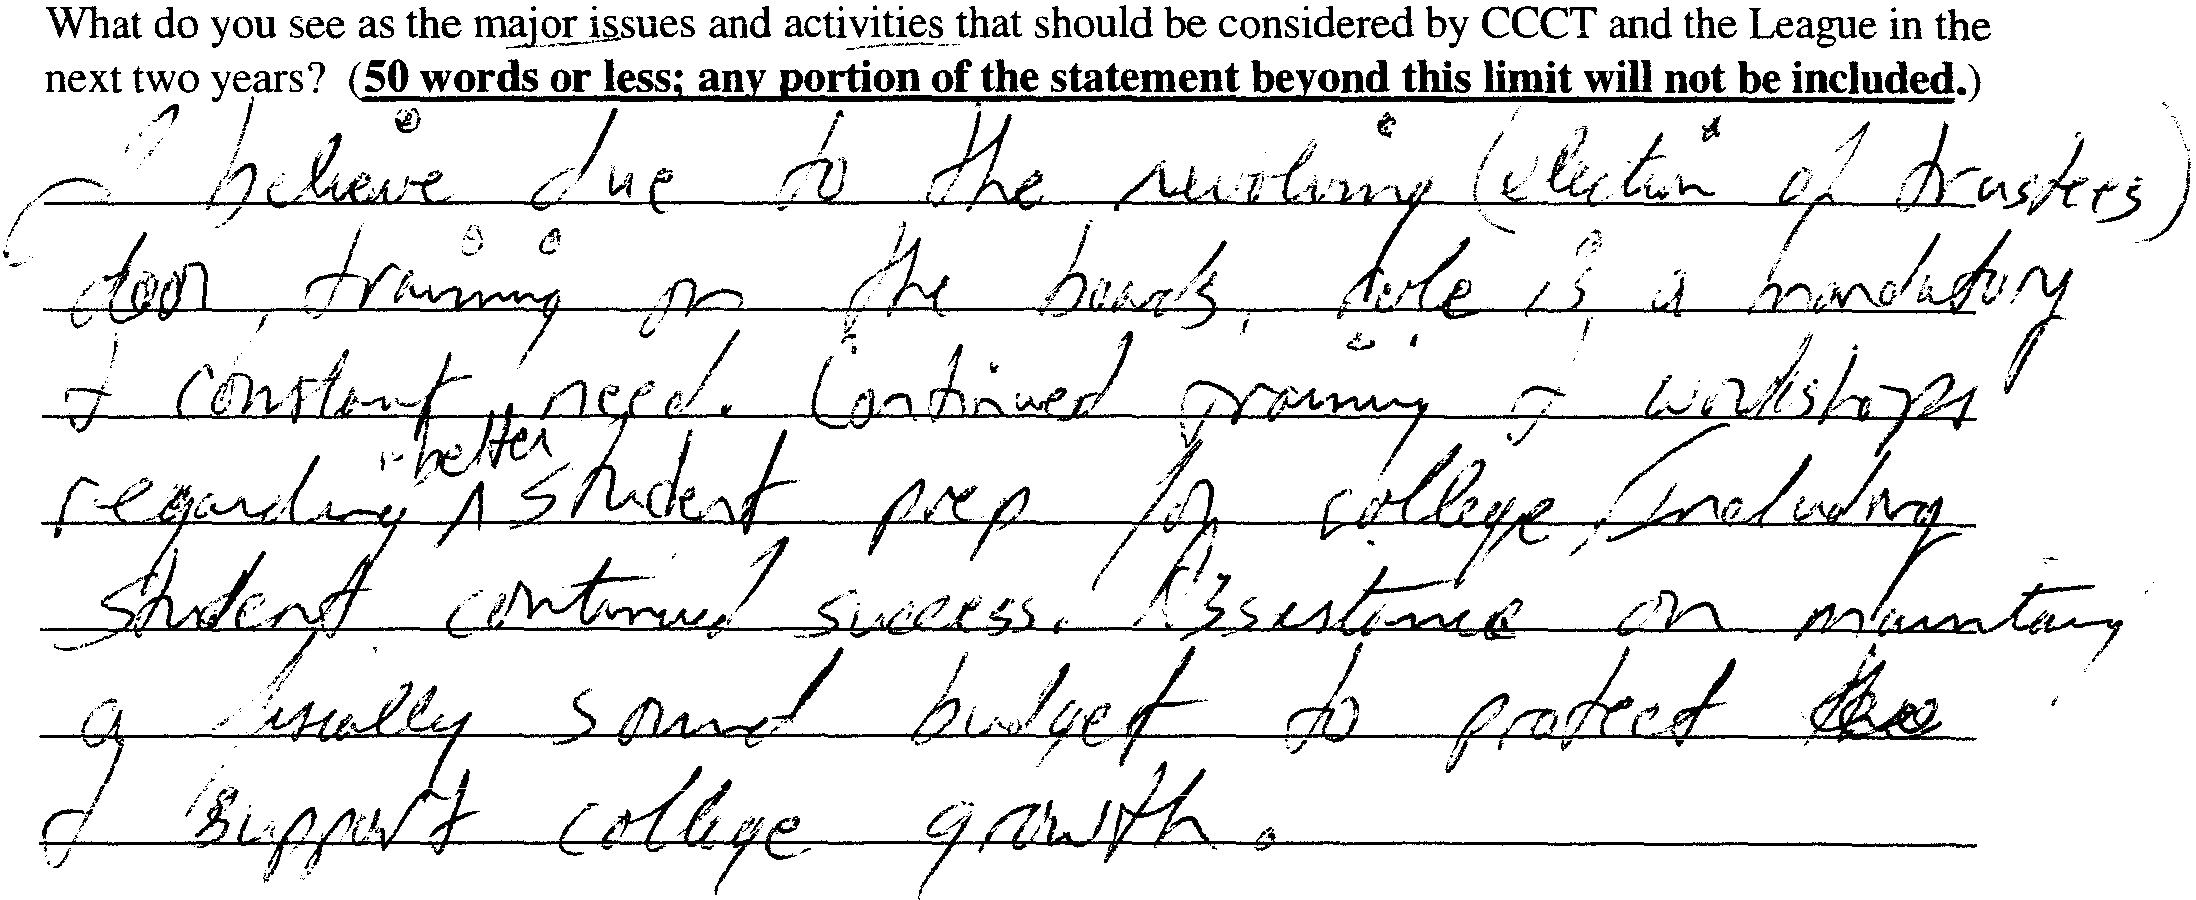 What do you see as the major issues and activities that should be considered by CCCT and the League in the
next two years? (50 words or less; any portion of the statement beyond this limit will not be included.)
I believe due to the revolving (election of trustees)
door, training on the boards, role is a mandatory
& constant need. Continued training & workshops
regarding better student prep for college, including
student continued success. Assistance on maintaing
a fiscally sound budget to protect
& support college growth.